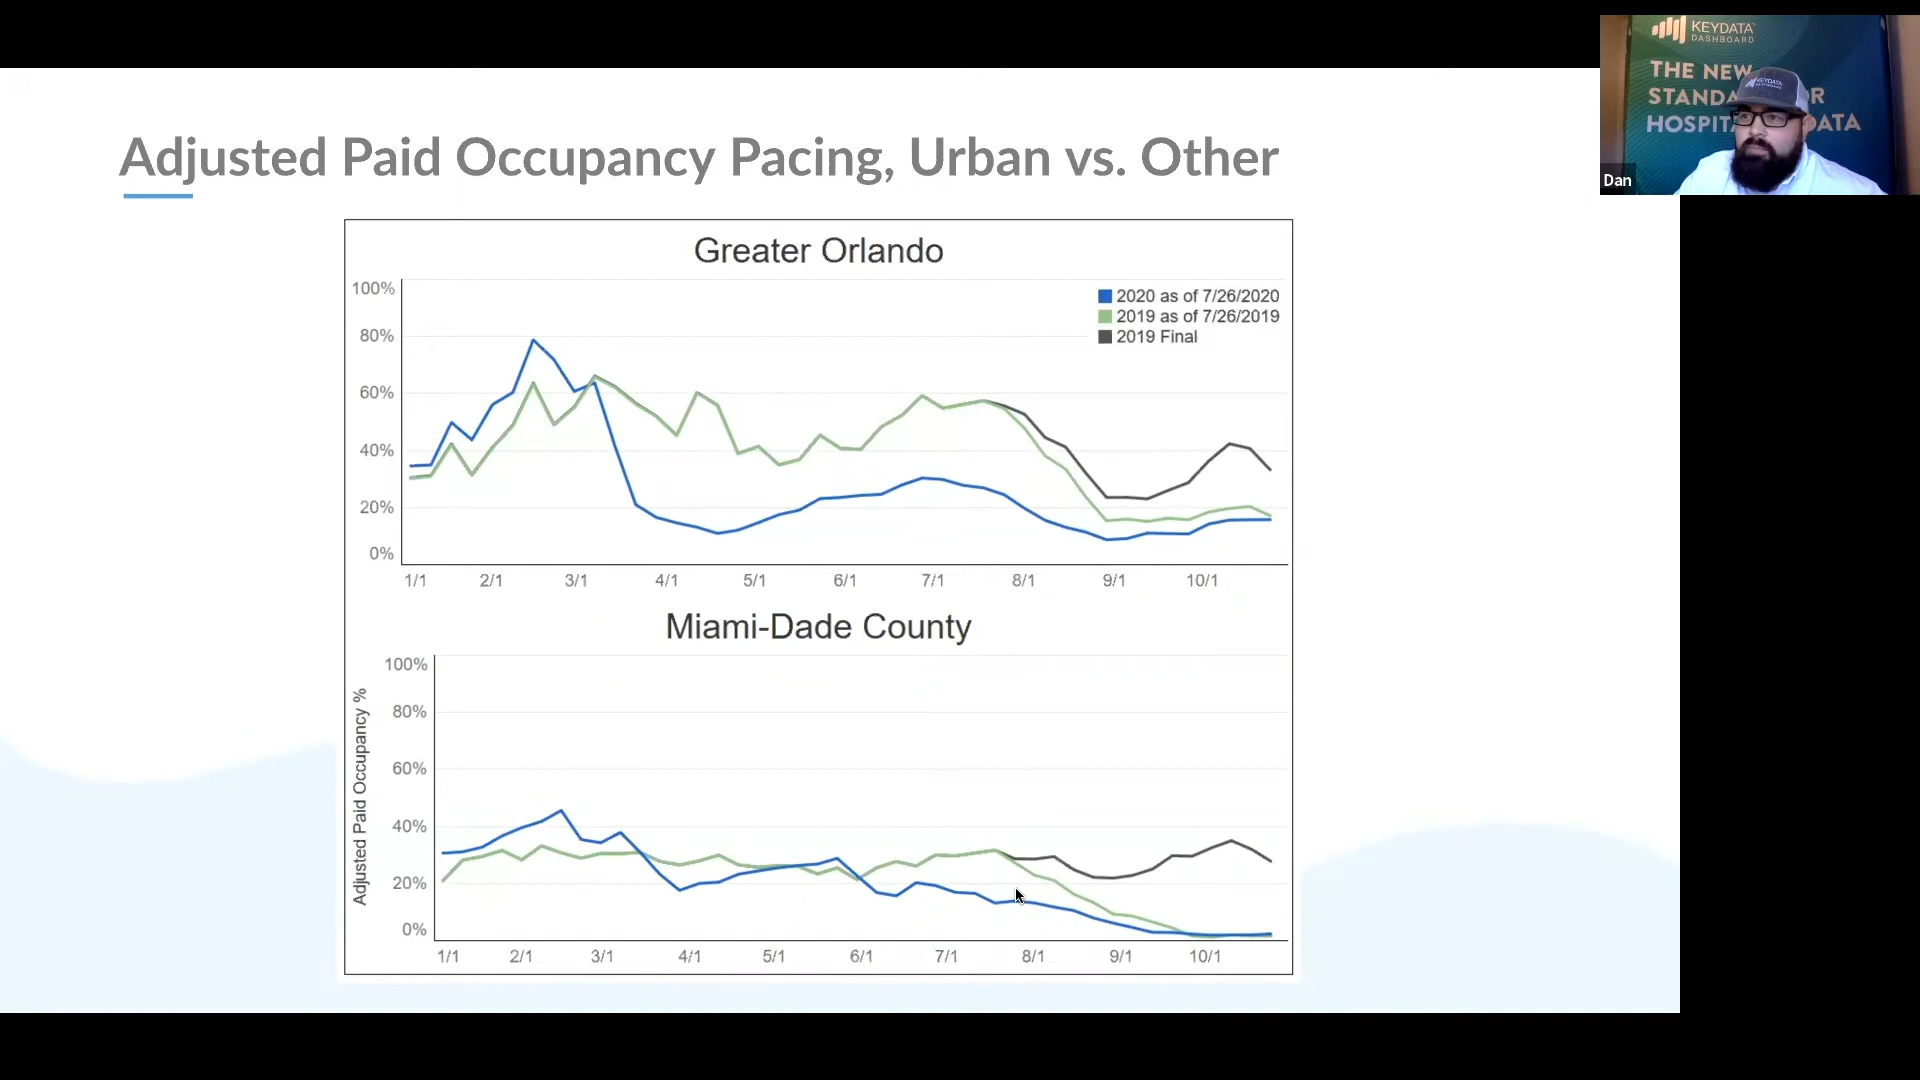 Adjusted Paid Occupancy Pacing, Urban vs. Other
KEYDATA
DASHBOARD
THE NEW
HOSPIT
DATA
Dan
Greater Orlando
100%
80%
60%
40%
20%
0%
2020 as of 7/26/2020
2019 as of 7/26/2019
2019 Final
1/1 2/1 3/1 4/1 5/1 6/1 7/1 8/1 9/1 10/1
Miami-Dade County
Adjusted Paid Occupancy %
100%
80%
60%
40%
20%
0%
1/1 2/1 3/1 4/1 5/1 6/1 7/1 8/1 9/1 10/1